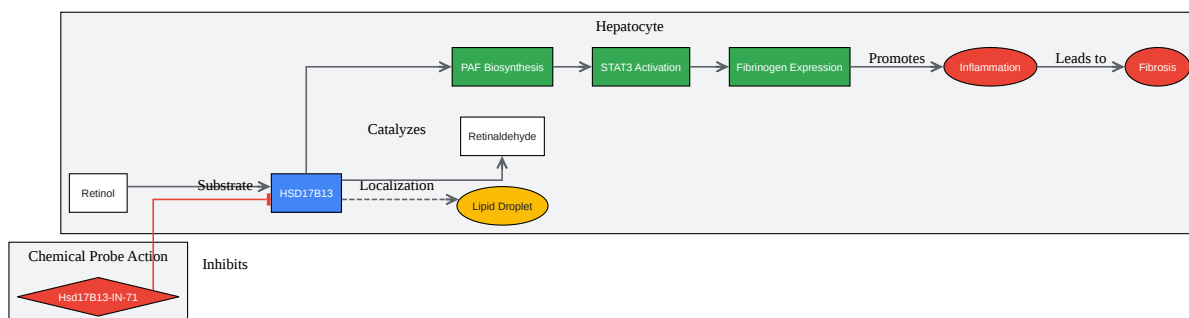 Hepatocyte
PAF Biosynthesis
STAT3 Activation
Fibrinogen Expression
Promotes
Inflammation
Leads to
Fibrosis
Catalyzes
Retinaldehyde
Retinol
Substrate
HSD17B13
Localization
Lipid Droplet
Chemical Probe Action
Inhibits
Hsd17B13-IN-71